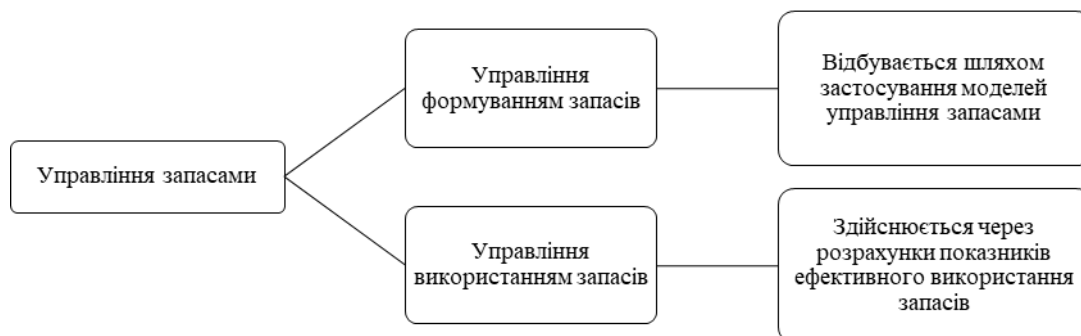 Управління запасами
Управління
формуванням запасів
Відбувається шляхом
застосування моделей
управління запасами
Управління
використанням запасів
Здійснюється через
розрахунки показників
ефективного використання
запасів